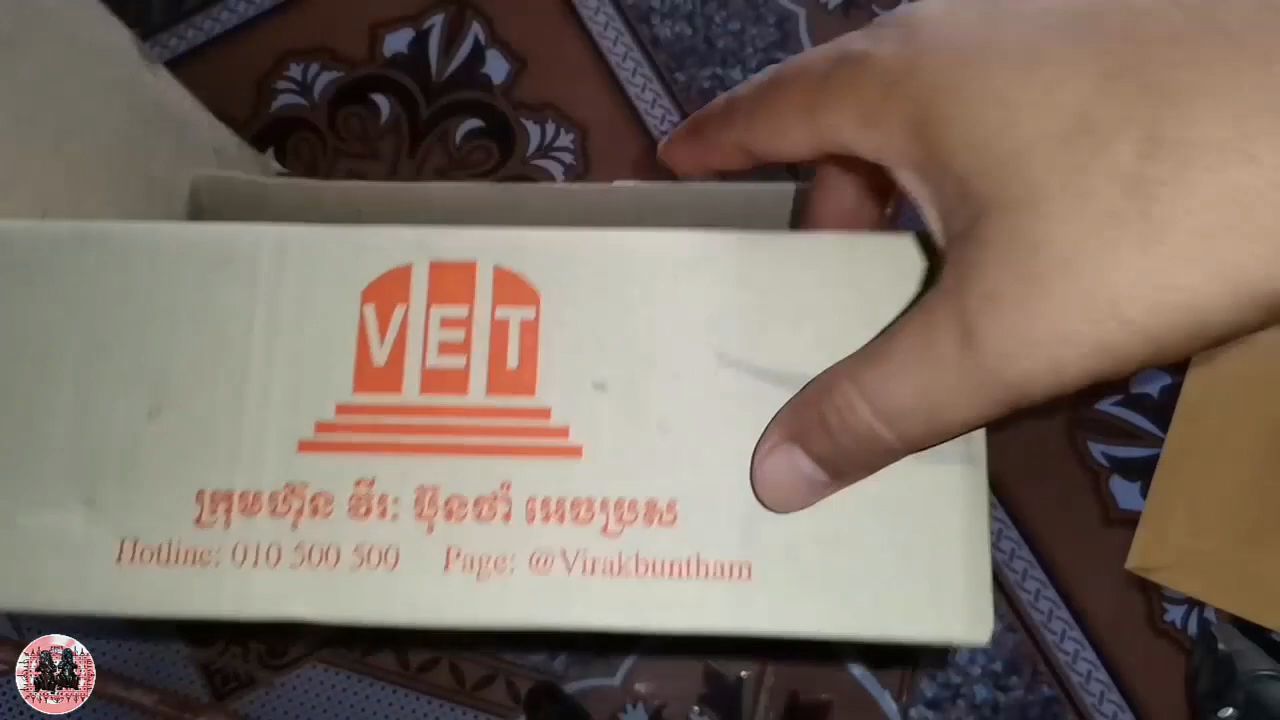 VET
ក្រុមហ៊ុន វីរៈ ប៊ុនថាំ អេចប្រេស
Hotline: 010 500 500 Page: @Virakbuntham